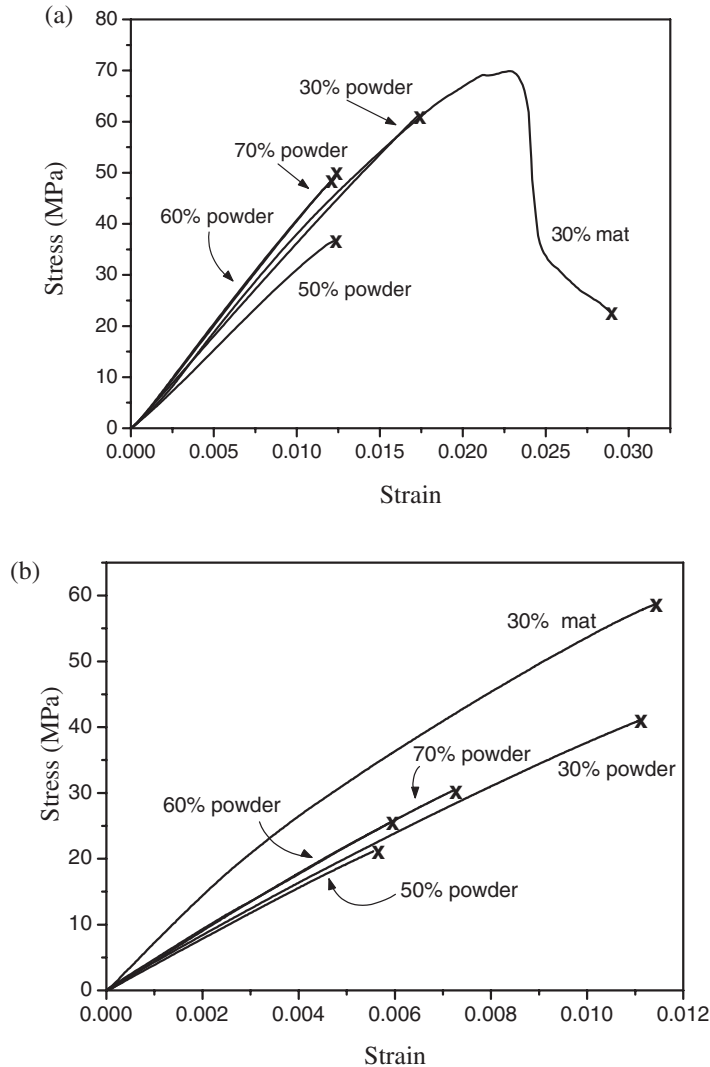 (a)
80
70
60
50
40
30
20
10
0
Stress (MPa)
30% powder
70% powder
60% powder
50% powder
30% mat
x
x
x
x
x
0.000 0.005 0.010 0.015 0.020 0.025 0.030
Strain
(b)
60
50
40
30
20
10
0
Stress (MPa)
30% mat
70% powder
30% powder
60% powder
50% powder
x
x
x
x
x
0.000 0.002 0.004 0.006 0.008 0.010 0.012
Strain